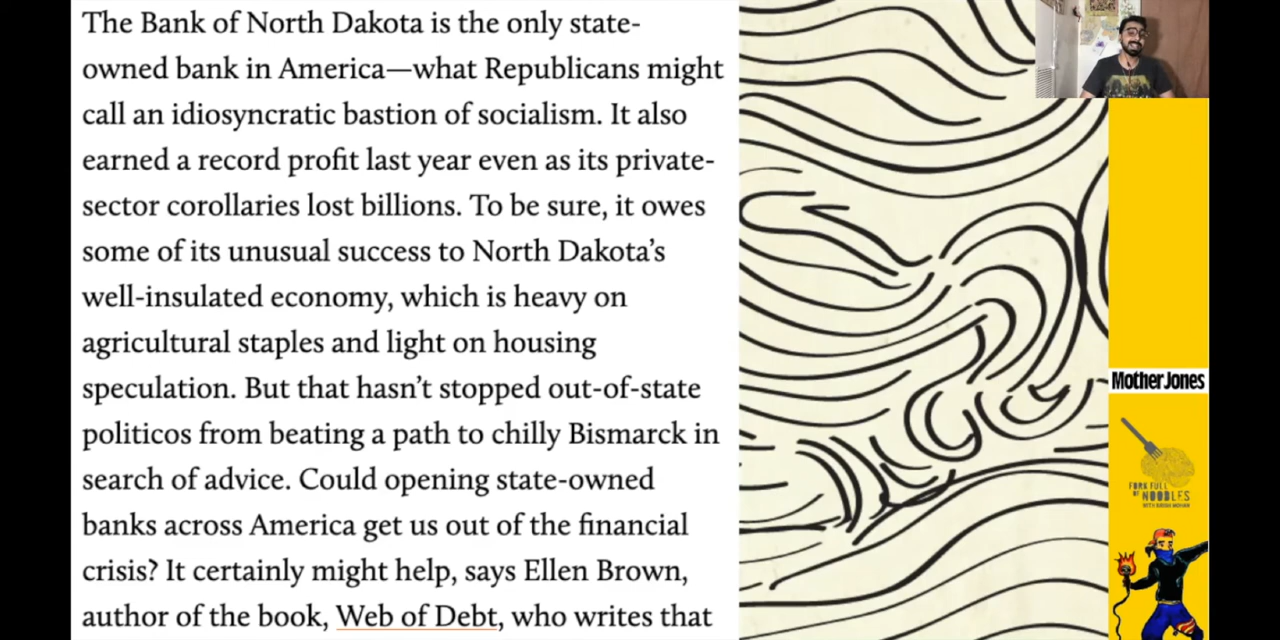 The Bank of North Dakota is the only state-
owned bank in America—what Republicans might
call an idiosyncratic bastion of socialism. It also
earned a record profit last year even as its private-
sector corollaries lost billions. To be sure, it owes
some of its unusual success to North Dakota’s
well-insulated economy, which is heavy on
agricultural staples and light on housing
speculation. But that hasn’t stopped out-of-state
politicos from beating a path to chilly Bismarck in
search of advice. Could opening state-owned
banks across America get us out of the financial
crisis? It certainly might help, says Ellen Brown,
author of the book, Web of Debt, who writes that
Mother Jones
FORK FULL
OF NOODLES